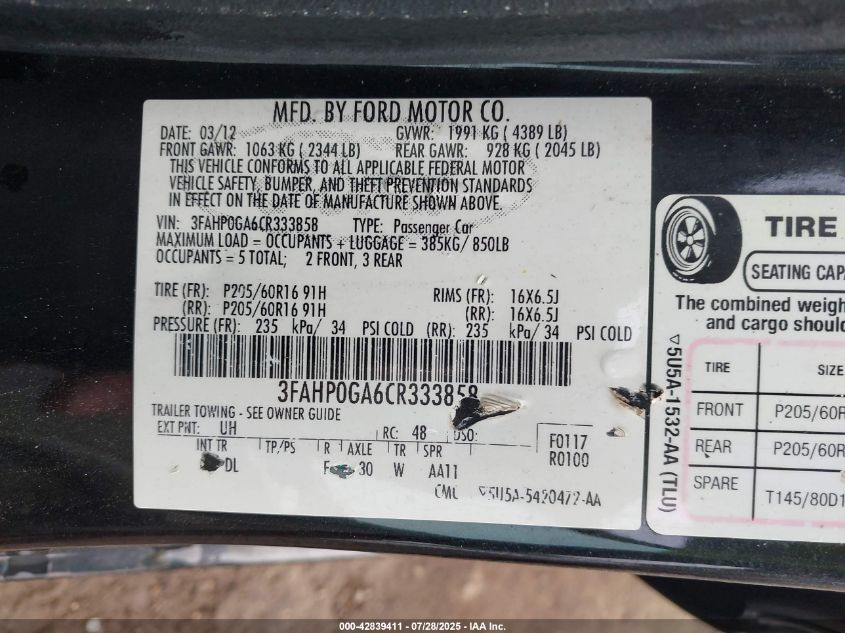 MFD. BY FORD MOTOR CO.
DATE: 03/12 GVWR: 1991 KG ( 4389 LB)
FRONT GAWR: 1063 KG ( 2344 LB) REAR GAWR: 928 KG ( 2045 LB)
THIS VEHICLE CONFORMS TO ALL APPLICABLE FEDERAL MOTOR
VEHICLE SAFETY, BUMPER, AND THEFT PREVENTION STANDARDS
IN EFFECT ON THE DATE OF MANUFACTURE SHOWN ABOVE.
VIN: 3FAHP0GA6CR333858 TYPE: Passenger Car
MAXIMUM LOAD = OCCUPANTS + LUGGAGE = 385KG/ 850LB
OCCUPANTS = 5 TOTAL; 2 FRONT, 3 REAR
TIRE (FR): P205/60R16 91H RIMS (FR): 16X6.5J
(RR): P205/60R16 91H (RR): 16X6.5J
PRESSURE (FR): 235 kPa/ 34 PSI COLD (RR): 235 kPa/ 34 PSI COLD
3FAHP0GA6CR333858
TRAILER TOWING - SEE OWNER GUIDE
EXT PNT: UH RC: 48 DSO: F0117
R0100
INT TR TP/PS R AXLE TR SPR
DL 30 W AA11
5U5A-5420472-AA
TIRE
SEATING CAPA
The combined weigh
and cargo shoul
5U5A-1532-AA (TLU)
TIRE SIZE
FRONT P205/60R
REAR P205/60R
SPARE T145/80D1
000-42839411 / 07/28/2025 - IAA Inc.